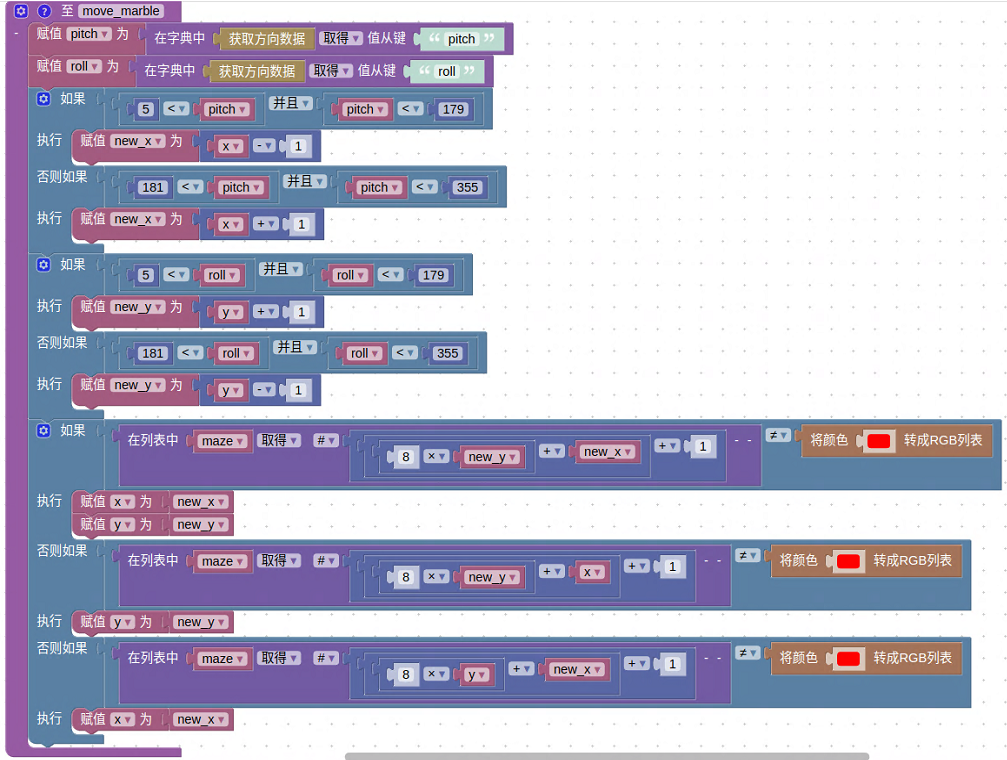 至 move_marble
赋值 pitch 为 在字典中 获取方向数据 取得 值从键 “ pitch ”
赋值 roll 为 在字典中 获取方向数据 取得 值从键 “ roll ”
如果 5 < pitch 并且 pitch < 179
执行 赋值 new_x 为 x - 1
否则如果 181 < pitch 并且 pitch < 355
执行 赋值 new_x 为 x + 1
如果 5 < roll 并且 roll < 179
执行 赋值 new_y 为 y + 1
否则如果 181 < roll 并且 roll < 355
执行 赋值 new_y 为 y - 1
如果 在列表中 maze 取得 # 8 × new_y + new_x + 1 - - ≠ 将颜色 转成RGB列表
执行 赋值 x 为 new_x
赋值 y 为 new_y
否则如果 在列表中 maze 取得 # 8 × new_y + x + 1 - - ≠ 将颜色 转成RGB列表
执行 赋值 y 为 new_y
否则如果 在列表中 maze 取得 # 8 × y + new_x + 1 - - ≠ 将颜色 转成RGB列表
执行 赋值 x 为 new_x